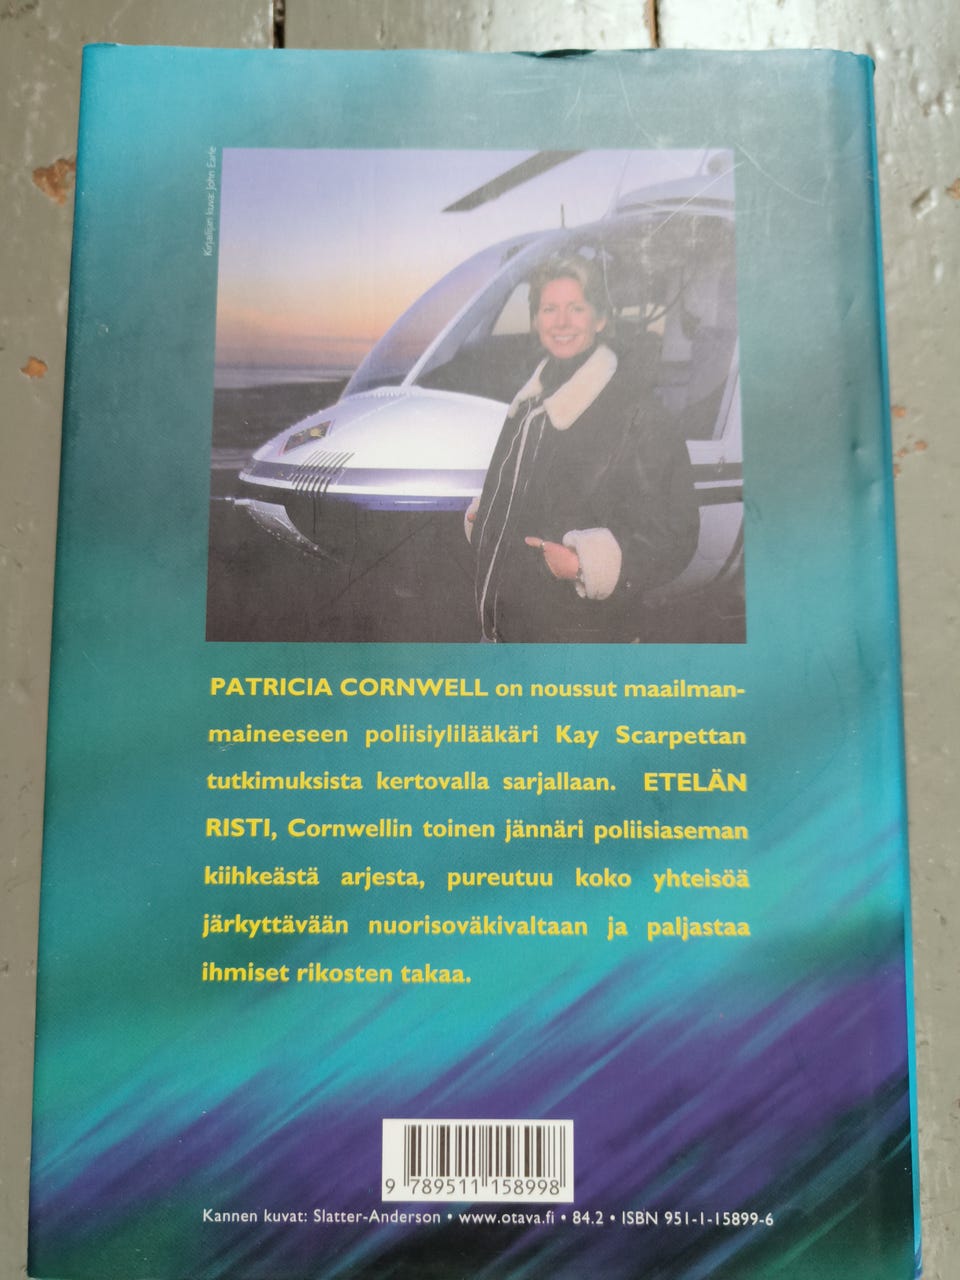 Kirjailijan kuva: John Earle
PATRICIA CORNWELL on noussut maailman-
maineeseen poliisiylilääkäri Kay Scarpettan
tutkimuksista kertovalla sarjallaan. ETELÄN
RISTI, Cornwellin toinen jännäri poliisiaseman
kiihkeästä arjesta, pureutuu koko yhteisöä
järkyttävään nuorisoväkivaltaan ja paljastaa
ihmiset rikosten takaa.
9 789511 158998
Kannen kuvat: Slatter-Anderson • www.otava.fi • 84.2 • ISBN 951-1-15899-6